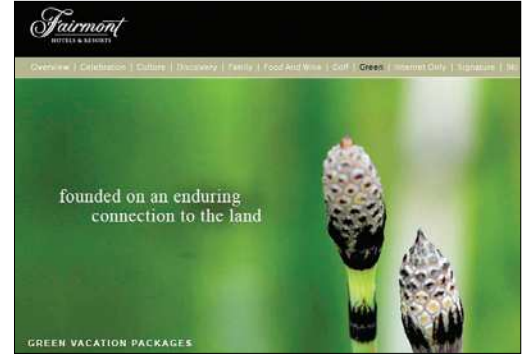 Fairmont
HOTELS & RESORTS
Overview | Celebration | Culture | Discovery | Family | Food And Wine | Golf | Green | Internet Only | Signature |
founded on an enduring
connection to the land
GREEN VACATION PACKAGES